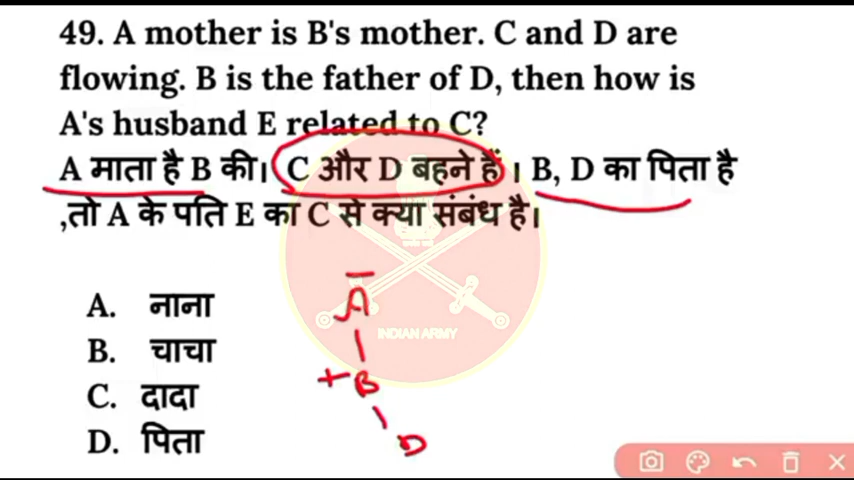 49. A mother is B's mother. C and D are
flowing. B is the father of D, then how is
A's husband E related to C?
A माता है B की। C और D बहने हैं । B, D का पिता है
,तो A के पति E का C से क्या संबंध है।
A. नाना
B. चाचा
C. दादा
D. पिता
A
+B
D
INDIAN ARMY